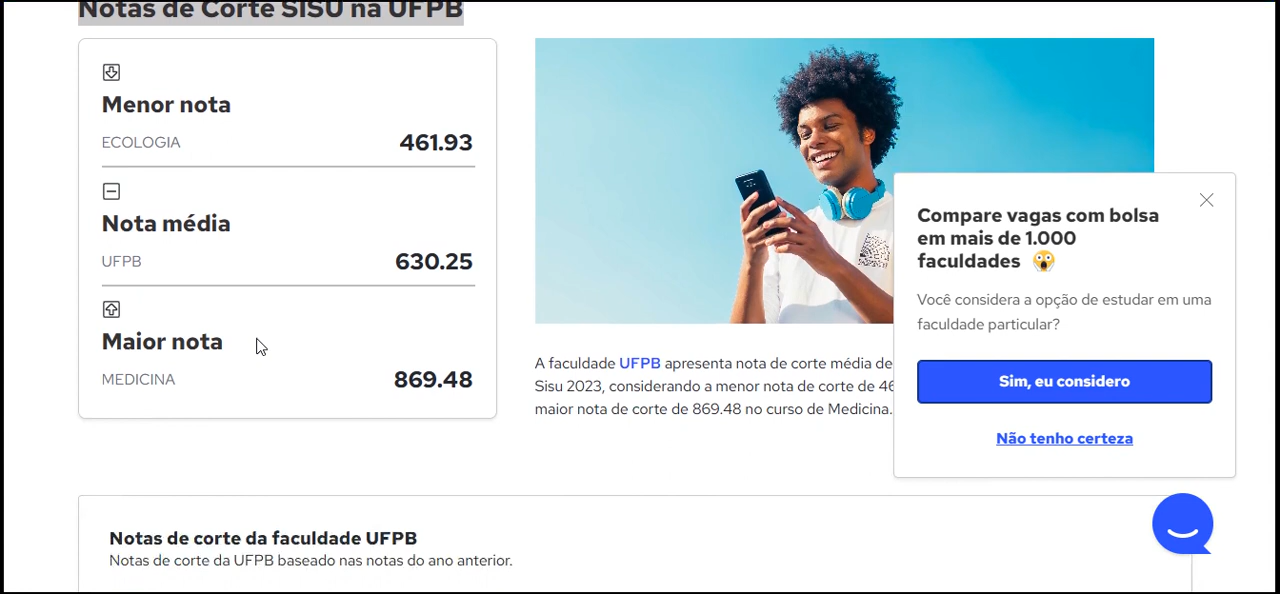 Notas de Corte SISU na UFPB
Menor nota
ECOLOGIA 461.93
Nota média
UFPB 630.25
Maior nota
MEDICINA 869.48
A faculdade UFPB apresenta nota de corte média de
Sisu 2023, considerando a menor nota de corte de 46
maior nota de corte de 869.48 no curso de Medicina.
Compare vagas com bolsa
em mais de 1.000
faculdades 😱
Você considera a opção de estudar em uma
faculdade particular?
Sim, eu considero
Não tenho certeza
Notas de corte da faculdade UFPB
Notas de corte da UFPB baseado nas notas do ano anterior.